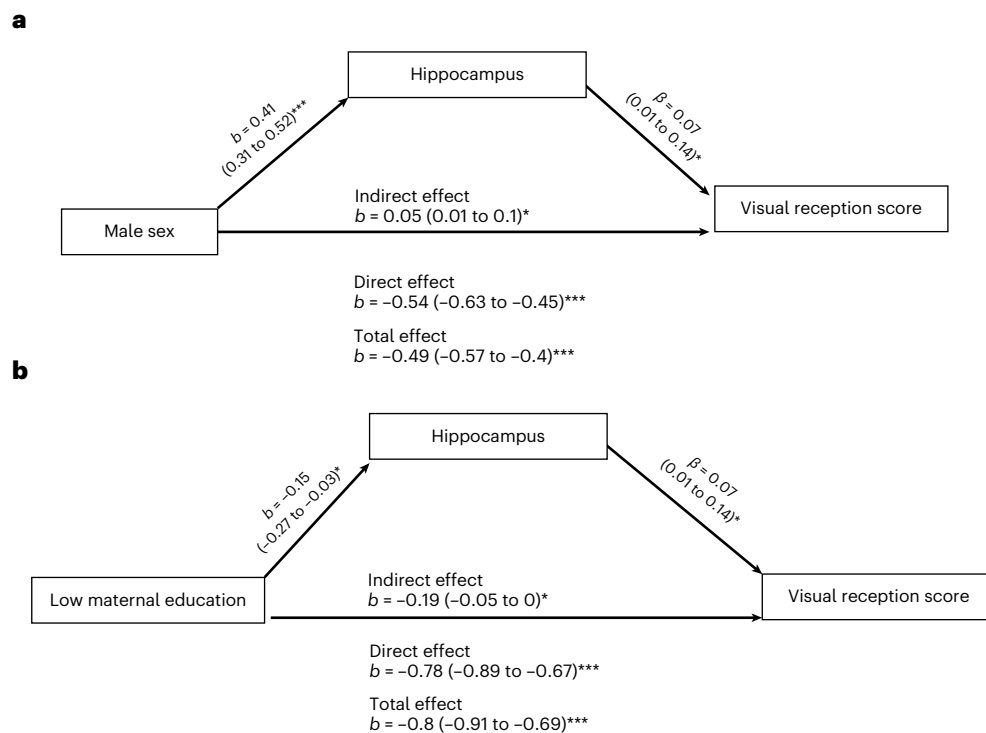 a
Hippocampus
b = 0.41
(0.31 to 0.52)***
β = 0.07
(0.01 to 0.14)*
Male sex
Visual reception score
Indirect effect
b = 0.05 (0.01 to 0.1)*
Direct effect
b = –0.54 (–0.63 to –0.45)***
Total effect
b = –0.49 (–0.57 to –0.4)***
b
Hippocampus
b = –0.15
(–0.27 to –0.03)*
β = 0.07
(0.01 to 0.14)*
Low maternal education
Visual reception score
Indirect effect
b = –0.19 (–0.05 to 0)*
Direct effect
b = –0.78 (–0.89 to –0.67)***
Total effect
b = –0.8 (–0.91 to –0.69)***